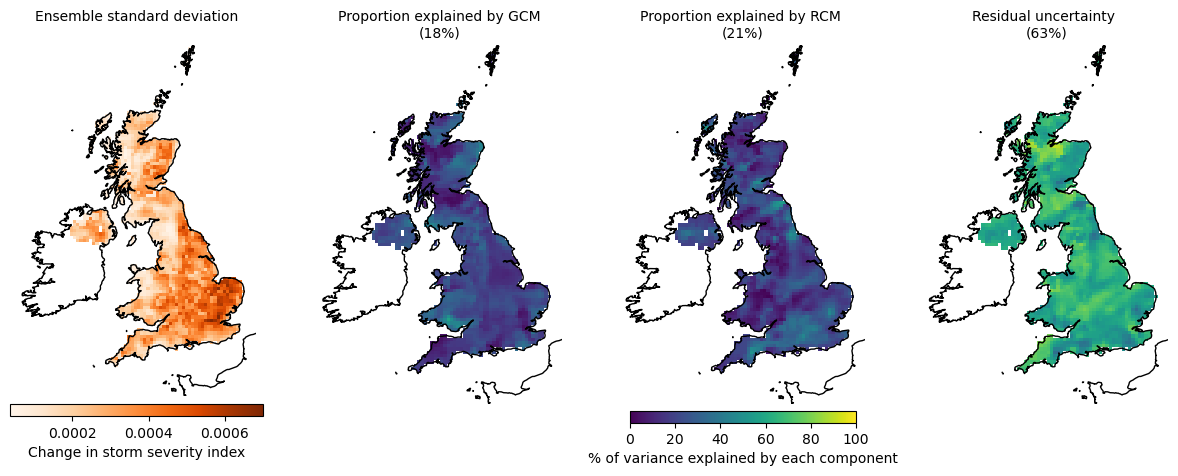 Ensemble standard deviation
Proportion explained by GCM
(18%)
Proportion explained by RCM
(21%)
Residual uncertainty
(63%)
0.0002 0.0004 0.0006
Change in storm severity index
0 20 40 60 80 100
% of variance explained by each component